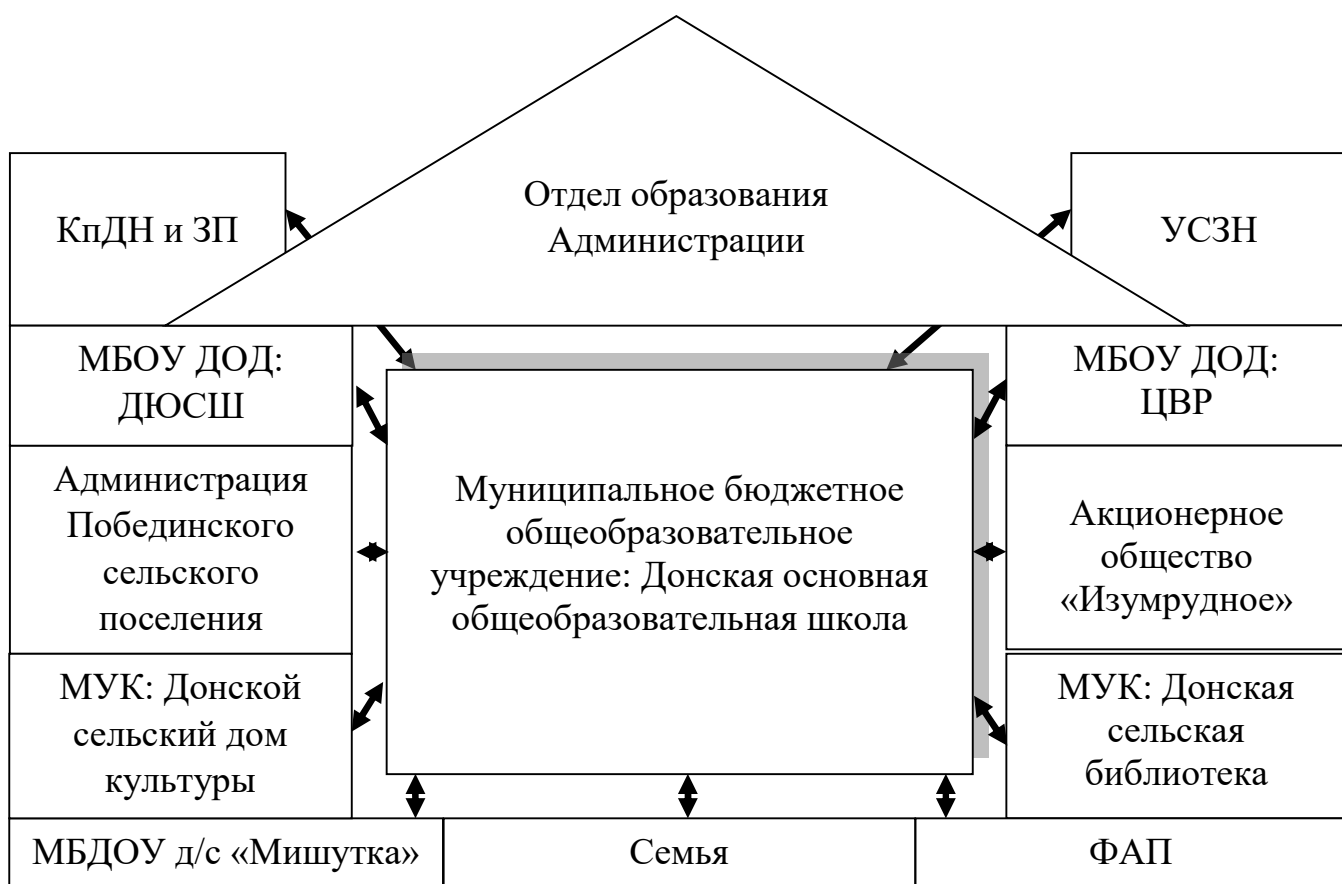 Отдел образования
Администрации
КпДН и ЗП
УСЗН
МБОУ ДОД:
ДЮСШ
МБОУ ДОД:
ЦВР
Администрация
Побединского
сельского
поселения
Муниципальное бюджетное
общеобразовательное
учреждение: Донская основная
общеобразовательная школа
Акционерное
общество
«Изумрудное»
МУК: Донской
сельский дом
культуры
МУК: Донская
сельская
библиотека
МБДОУ д/с «Мишутка»
Семья
ФАП